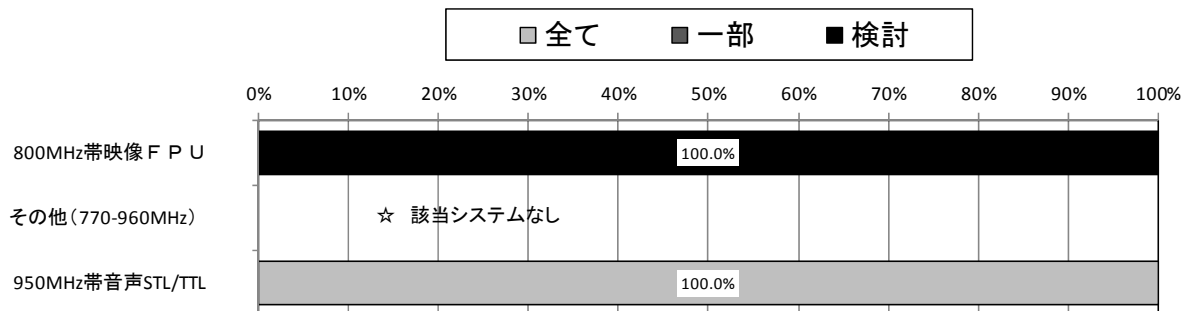 全て 一部 検討
0% 10% 20% 30% 40% 50% 60% 70% 80% 90% 100%
800MHz帯映像ＦＰＵ 100.0%
その他（770-960MHz） ☆ 該当システムなし
950MHz帯音声STL/TTL 100.0%